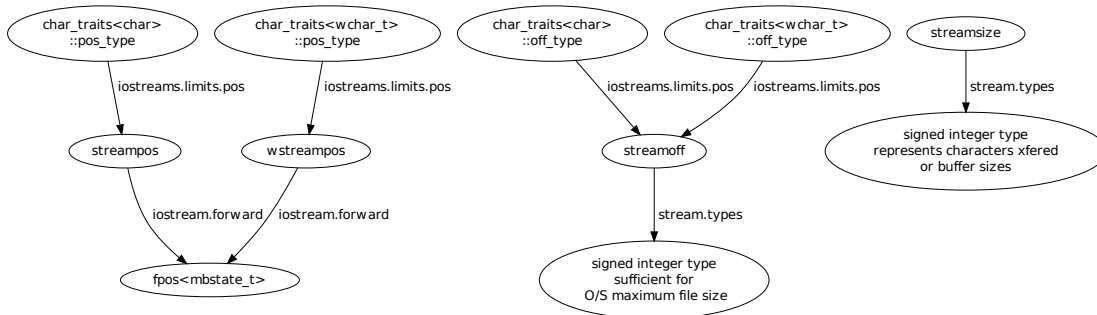 char_traits<char>
::pos_type
char_traits<wchar_t>
::pos_type
char_traits<char>
::off_type
char_traits<wchar_t>
::off_type
streamsize
iostreams.limits.pos
iostreams.limits.pos
iostreams.limits.pos
iostreams.limits.pos
stream.types
streampos
wstreampos
streamoff
signed integer type
represents characters xfered
or buffer sizes
iostream.forward
iostream.forward
stream.types
fpos<mbstate_t>
signed integer type
sufficient for
O/S maximum file size